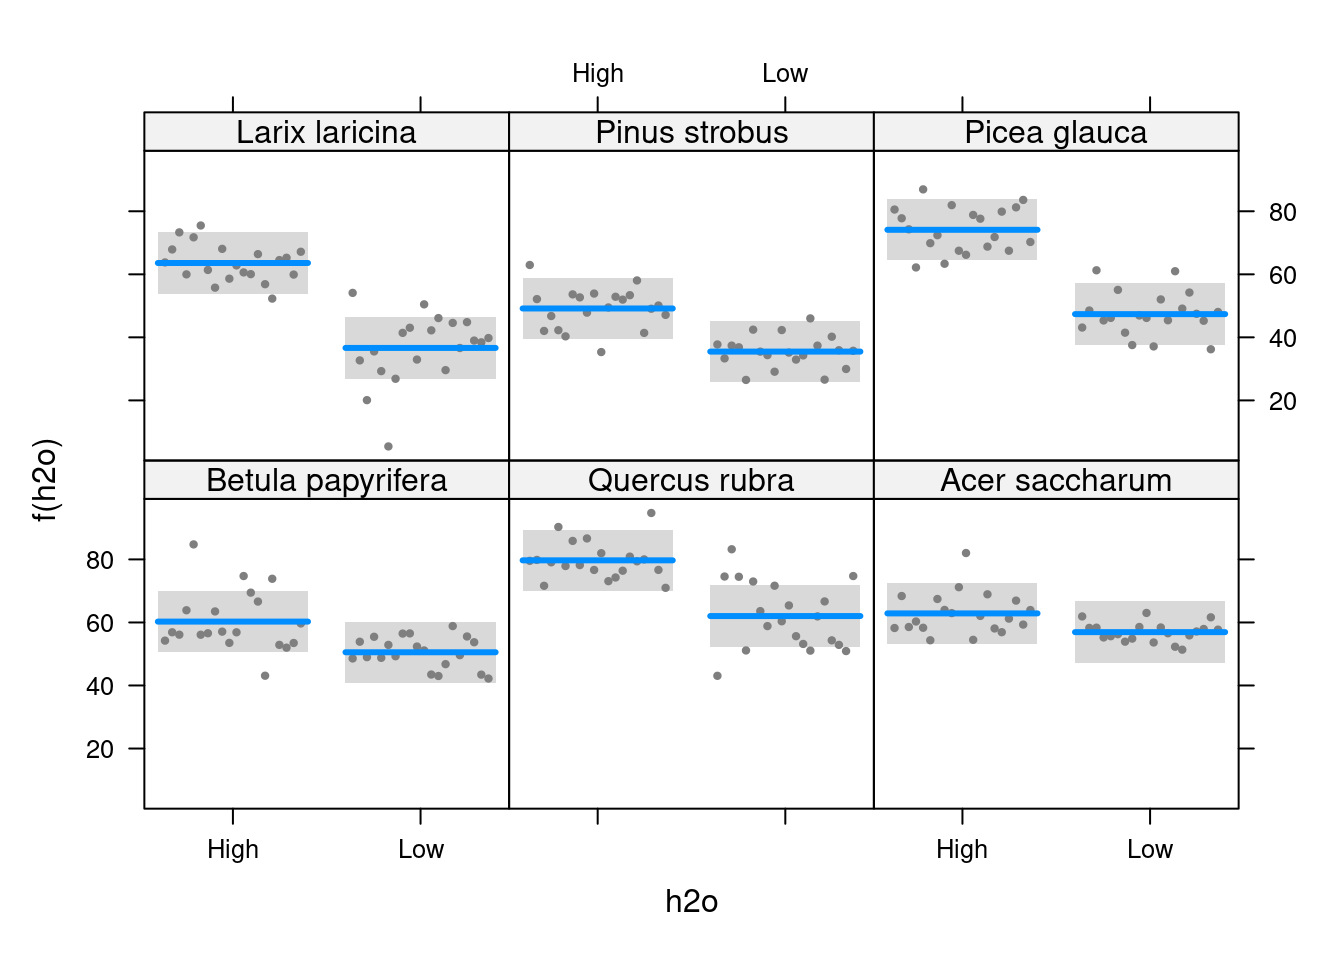 High Low
Larix laricina Pinus strobus Picea glauca
80
60
40
20
f(h2o)
Betula papyrifera Quercus rubra Acer saccharum
80
60
40
20
High Low High Low
h2o